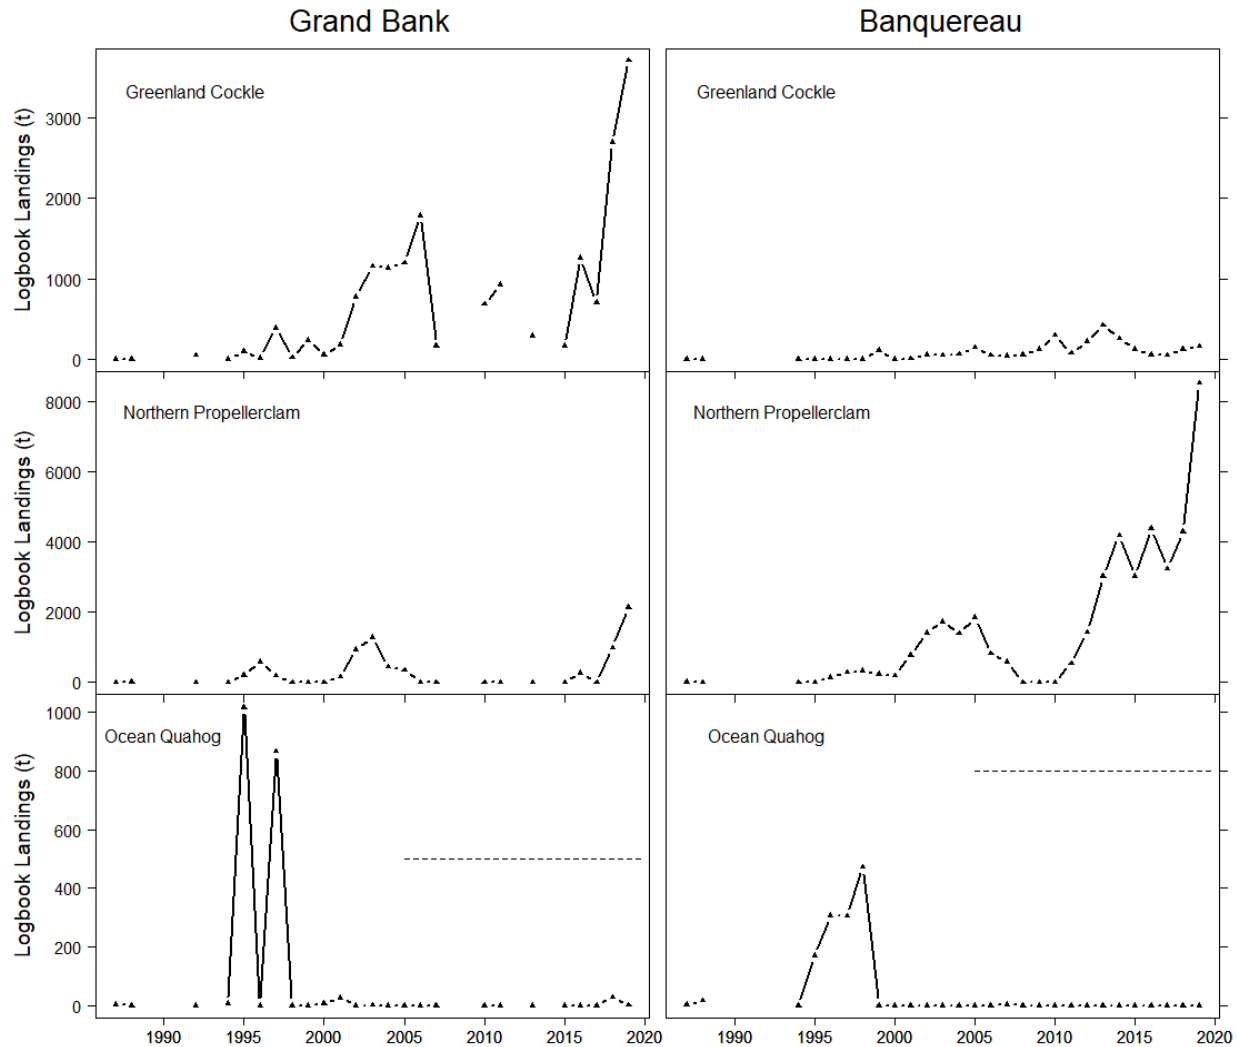 Grand Bank
Banquereau
Logbook Landings (t)
3000
2000
1000
0
Greenland Cockle
Greenland Cockle
Logbook Landings (t)
8000
6000
4000
2000
0
Northern Propellerclam
Northern Propellerclam
Logbook Landings (t)
1000
800
600
400
200
0
Ocean Quahog
Ocean Quahog
1990 1995 2000 2005 2010 2015 2020
1990 1995 2000 2005 2010 2015 2020